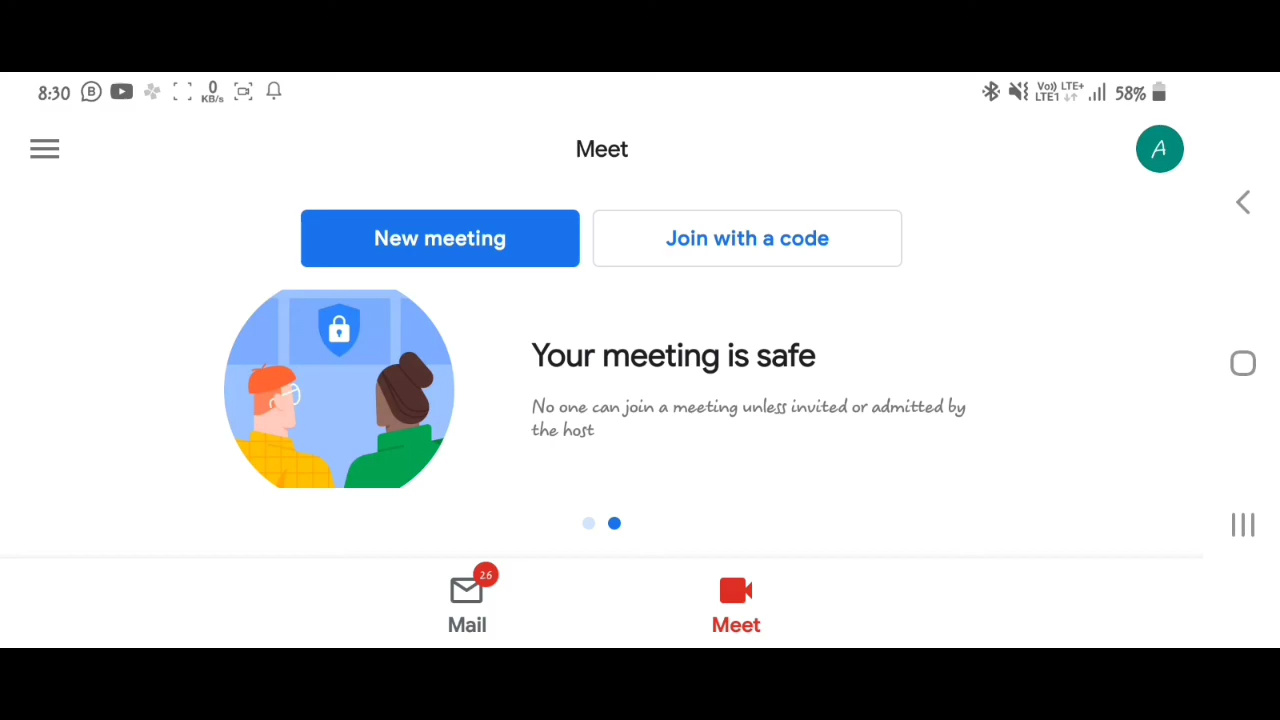 8:30 B 0 KB/s Vo)) LTE1 LTE+ 58%
Meet
A
New meeting
Join with a code
Your meeting is safe
No one can join a meeting unless invited or admitted by
the host
26
Mail
Meet